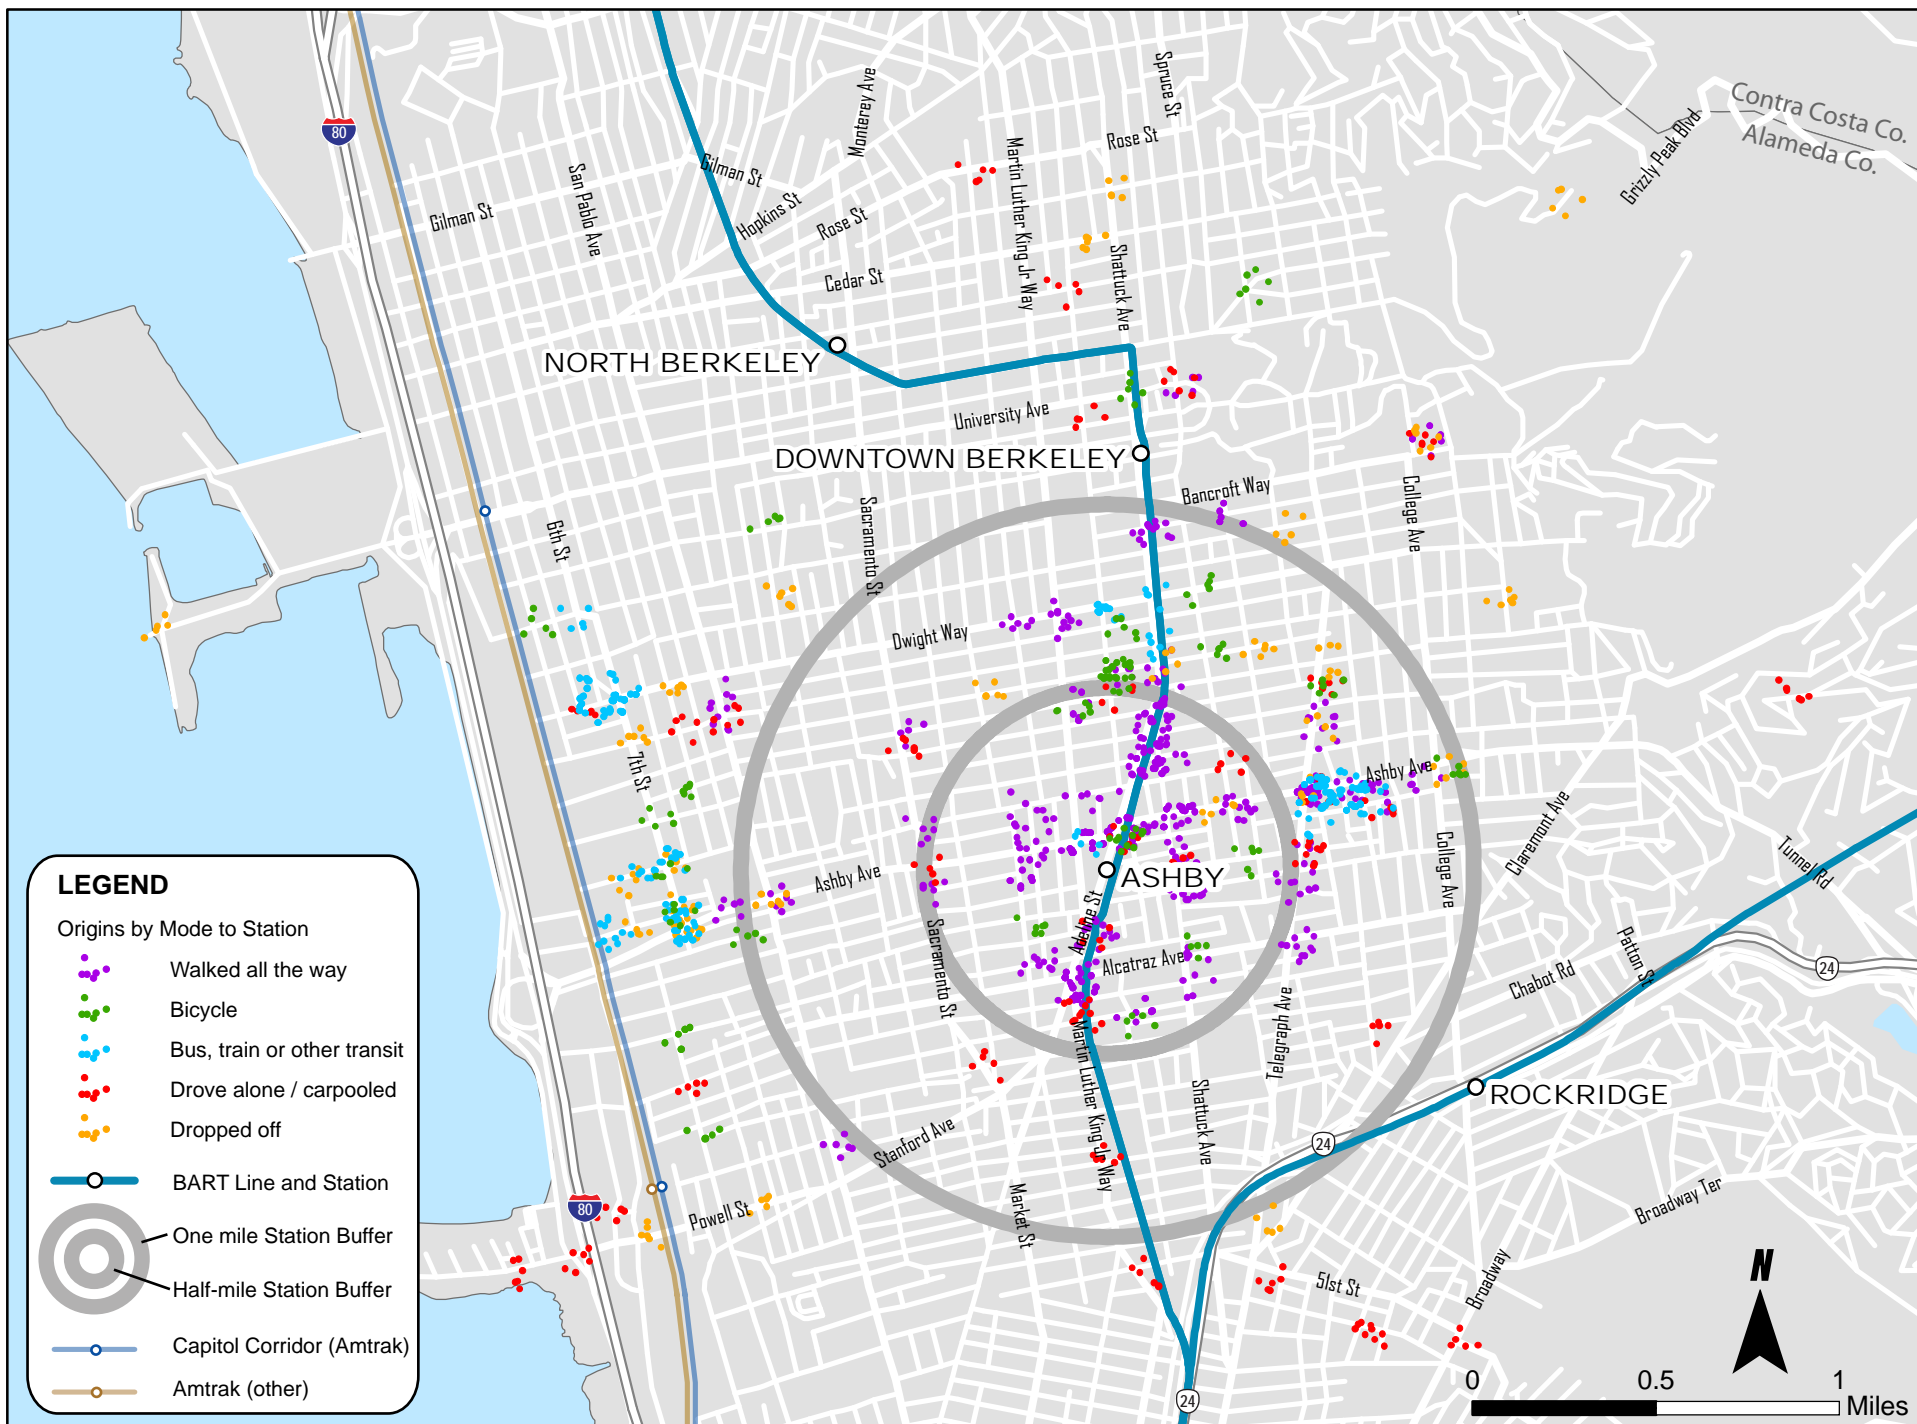 Contra Costa Co.
Alameda Co.
Grizzly Peak Blvd
Spruce St
Monterey Ave
Rose St
80
Martin Luther King Jr Way
Gilman St
San Pablo Ave
Gilman St
Hopkins St
Rose St
Cedar St
Shattuck Ave
NORTH BERKELEY
University Ave
DOWNTOWN BERKELEY
Bancroft Way
College Ave
Sacramento St
6th St
Dwight Way
7th St
Ashby Ave
Claremont Ave
College Ave
Tunnel Rd
Ashby Ave
ASHBY
Adeline St
Sacramento St
Alcatraz Ave
Patton St
Chabot Rd
24
Telegraph Ave
Martin Luther King Jr Way
Shattuck Ave
ROCKRIDGE
Stanford Ave
24
Market St
Powell St
80
Broadway Ter
Broadway
51st St
24
LEGEND
Origins by Mode to Station
Walked all the way
Bicycle
Bus, train or other transit
Drove alone / carpooled
Dropped off
BART Line and Station
One mile Station Buffer
Half-mile Station Buffer
Capitol Corridor (Amtrak)
Amtrak (other)
N
0 0.5 1
Miles